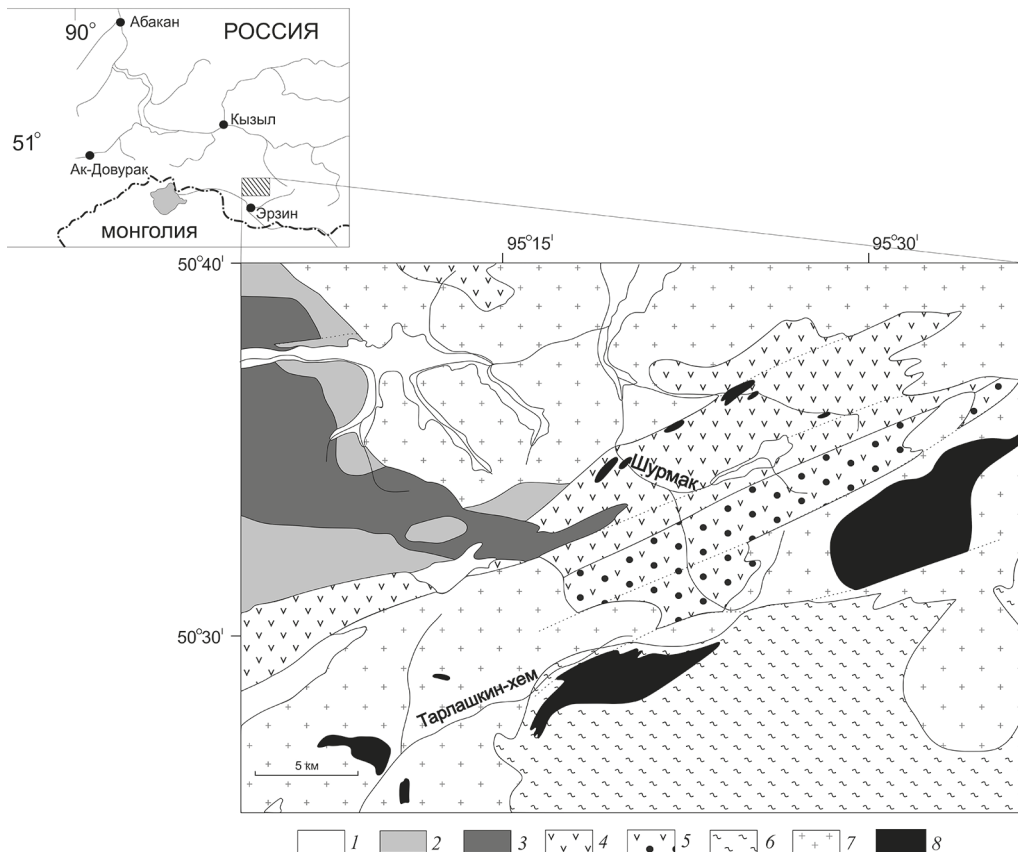 Абакан
90°
РОССИЯ
Кызыл
51°
Ак-Довурак
Эрзин
МОНГОЛИЯ
95°15'
95°30'
50°40'
Шурмак
50°30'
Тарлашкин-хем
5 км
1 2 3 4 5 6 7 8